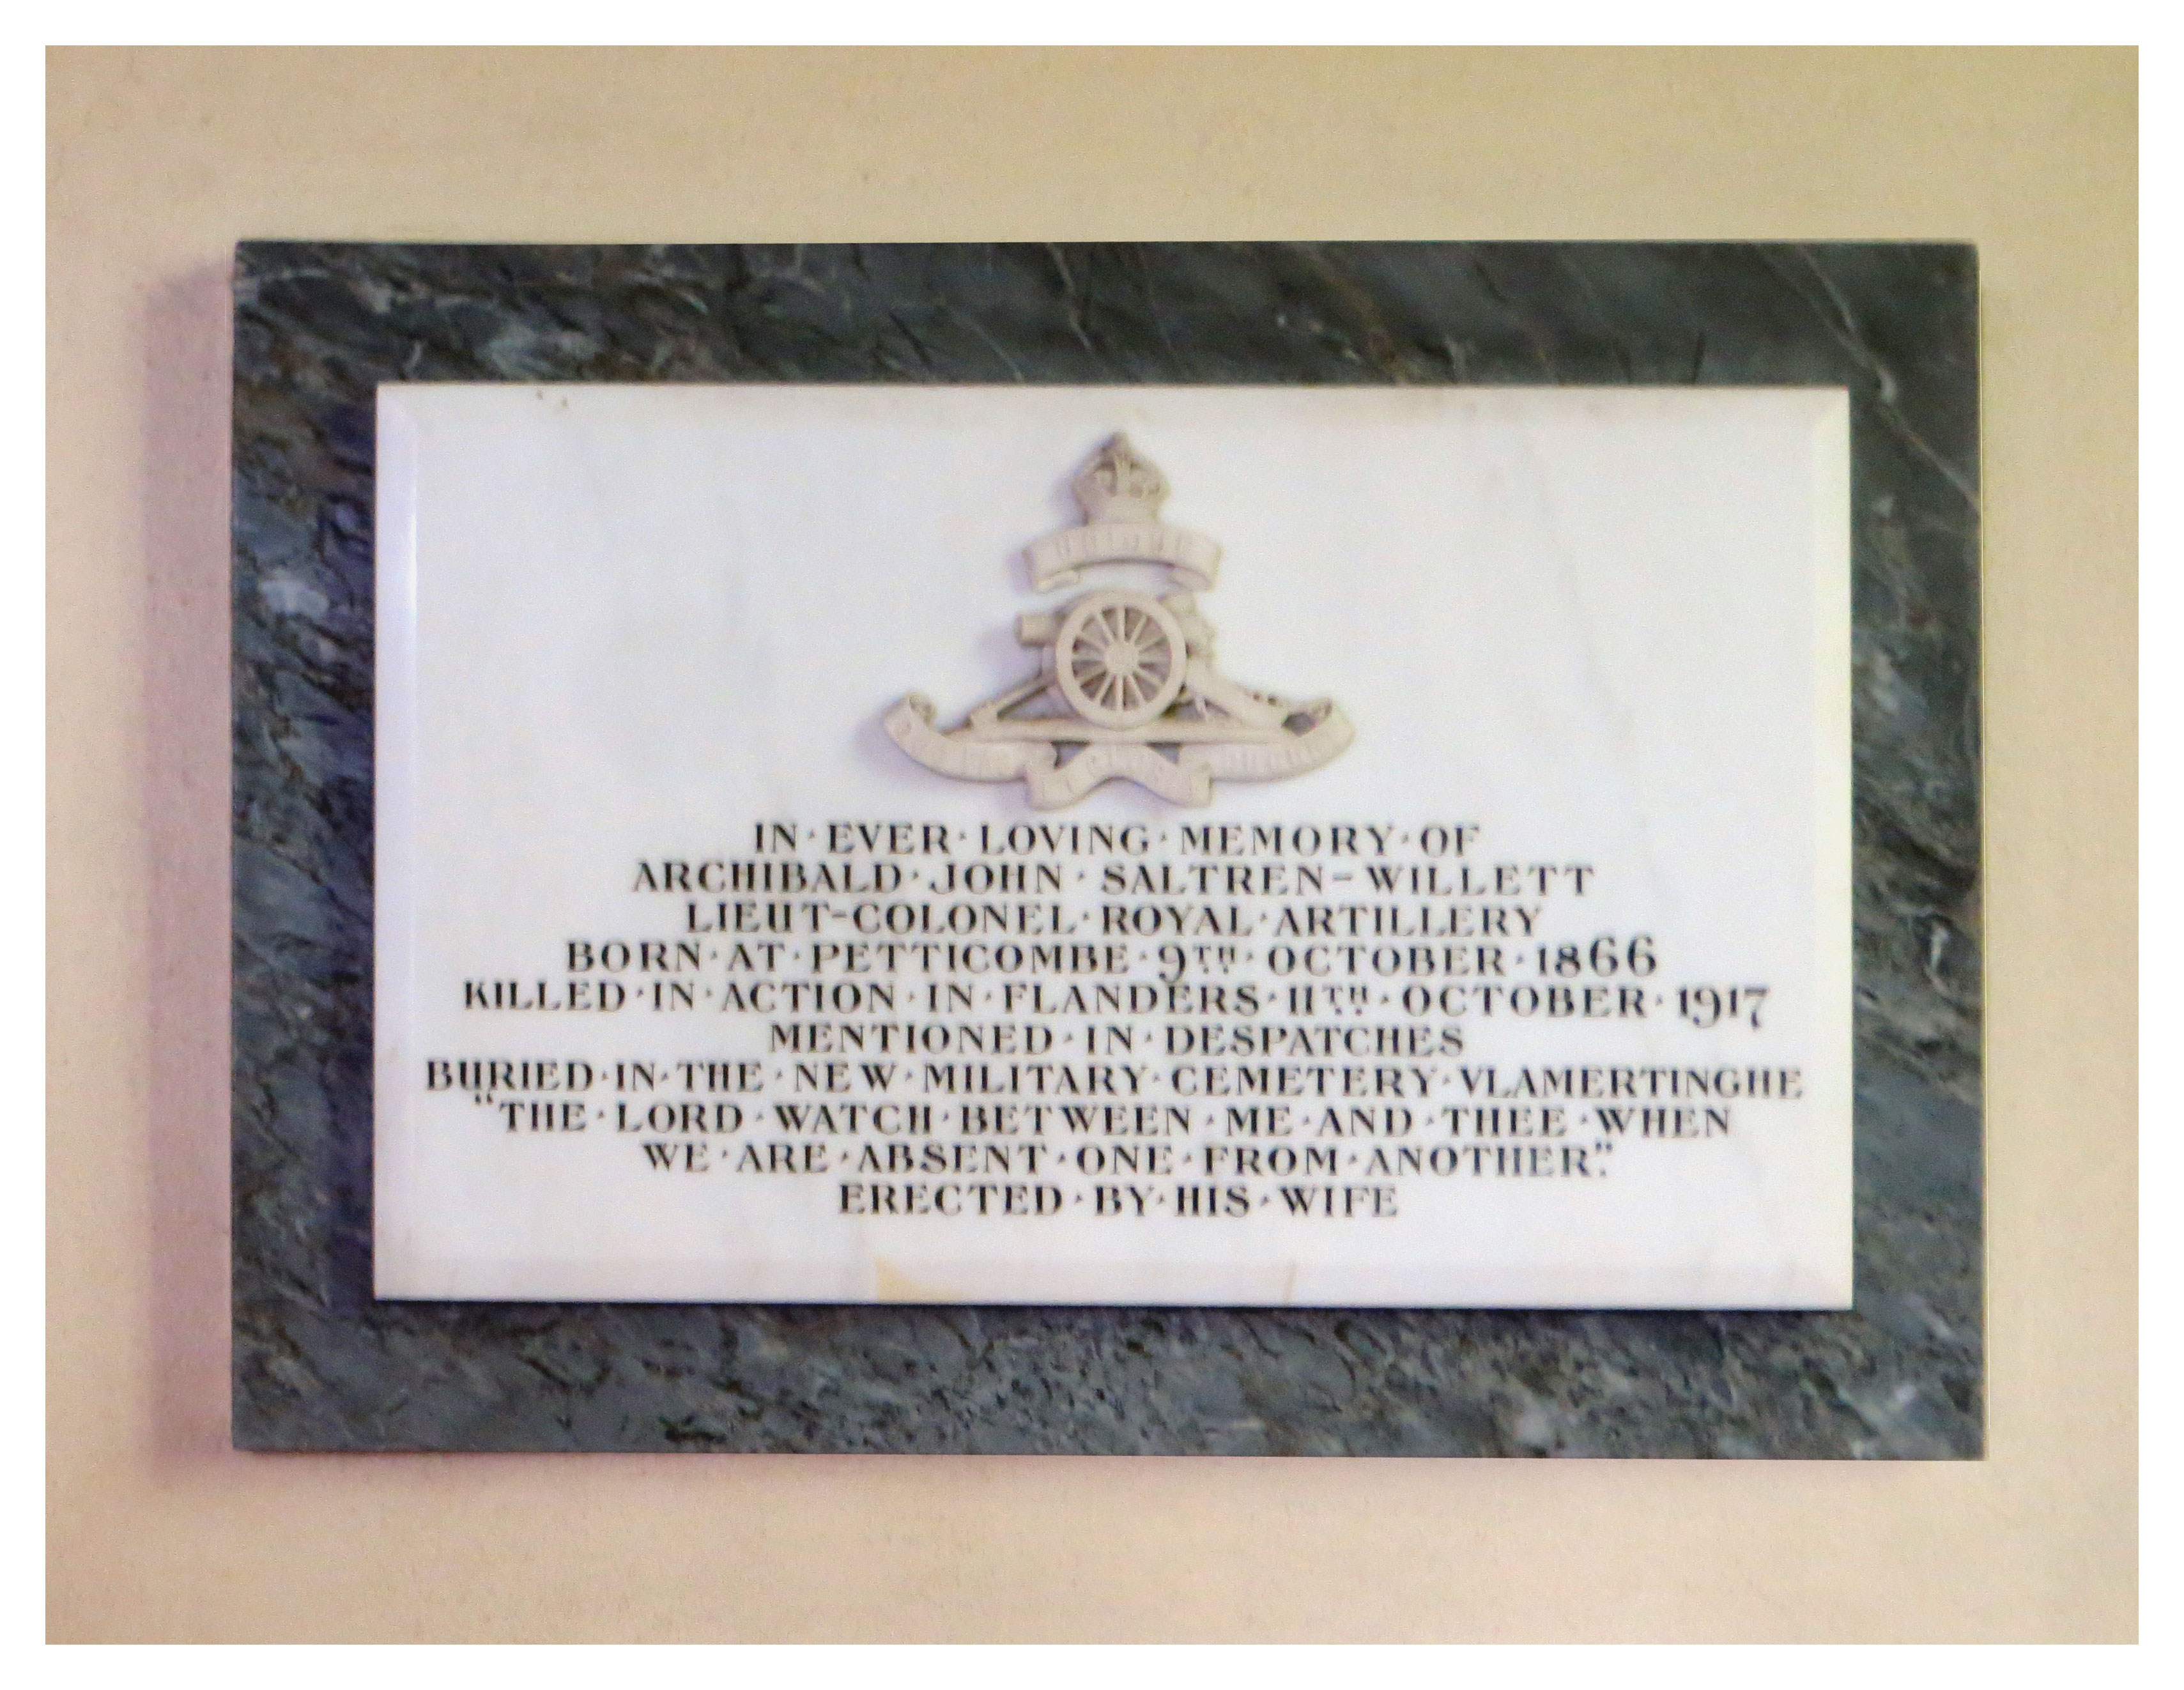 IN · EVER · LOVING · MEMORY · OF
ARCHIBALD · JOHN · SALTREN-WILLETT
LIEUT-COLONEL · ROYAL · ARTILLERY
BORN · AT · PETTICOMBE · 9TH · OCTOBER · 1866
KILLED · IN · ACTION · IN · FLANDERS · 11TH · OCTOBER · 1917
MENTIONED · IN · DESPATCHES
BURIED · IN · THE · NEW · MILITARY · CEMETERY · VLAMERTINGHE
"THE · LORD · WATCH · BETWEEN · ME · AND · THEE · WHEN
WE · ARE · ABSENT · ONE · FROM · ANOTHER."
ERECTED · BY · HIS · WIFE